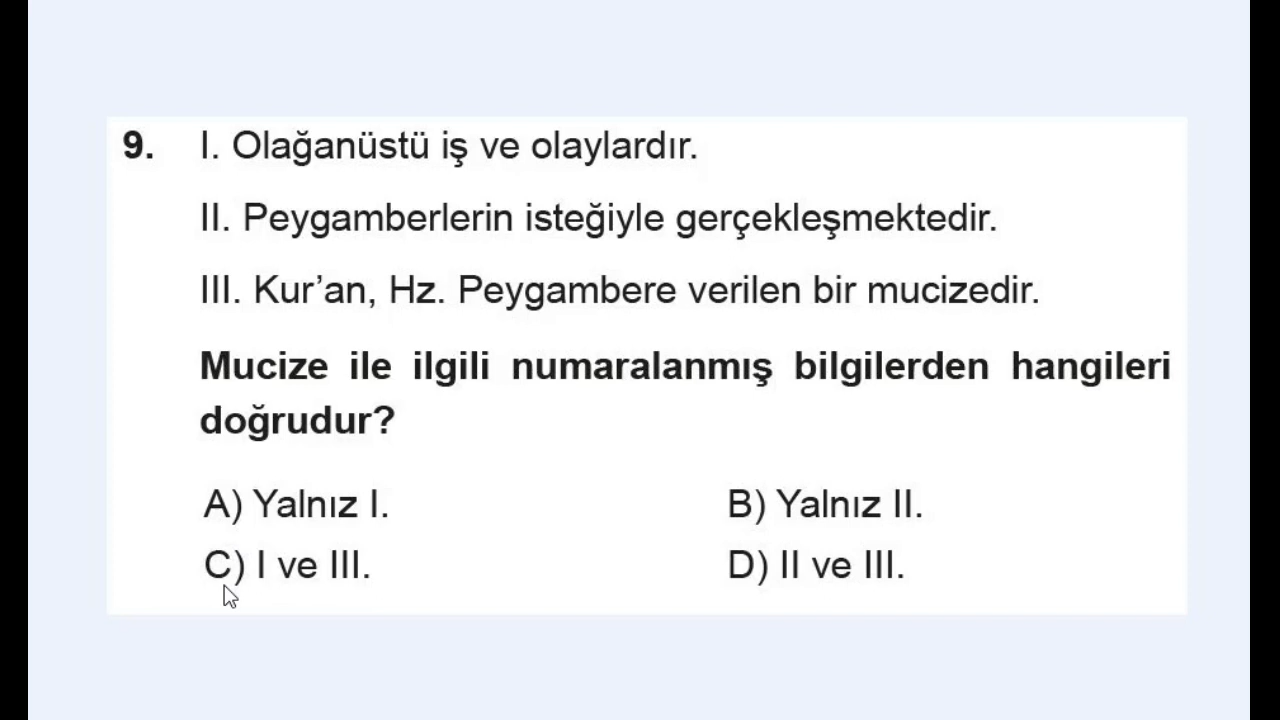 9. I. Olağanüstü iş ve olaylardır.
II. Peygamberlerin isteğiyle gerçekleşmektedir.
III. Kur’an, Hz. Peygambere verilen bir mucizedir.
Mucize ile ilgili numaralanmış bilgilerden hangileri
doğrudur?
A) Yalnız I. B) Yalnız II.
C) I ve III. D) II ve III.